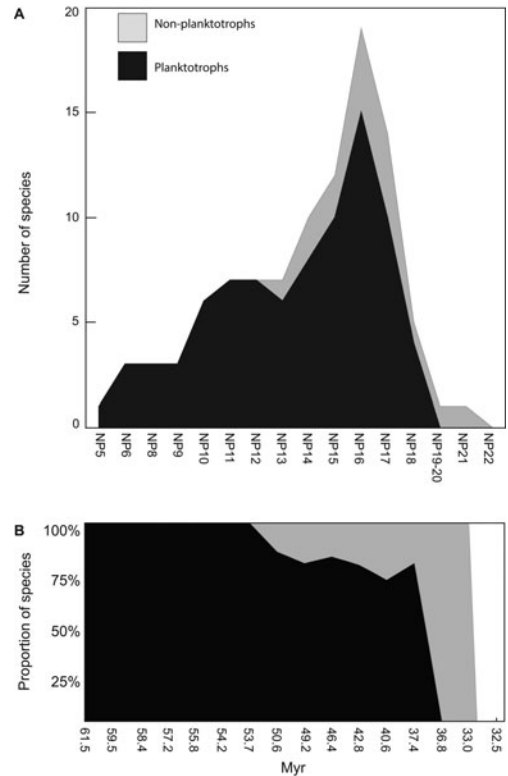 A
Non-planktotrophs
Planktotrophs
20
15
10
5
0
Number of species
NP5
NP6
NP8
NP9
NP10
NP11
NP12
NP13
NP14
NP15
NP16
NP17
NP18
NP19-20
NP21
NP22
B
100%
75%
50%
25%
Proportion of species
61.5
59.5
58.4
57.2
55.8
54.2
53.7
50.6
49.2
46.4
42.8
40.6
37.4
36.8
33.0
32.5
Myr